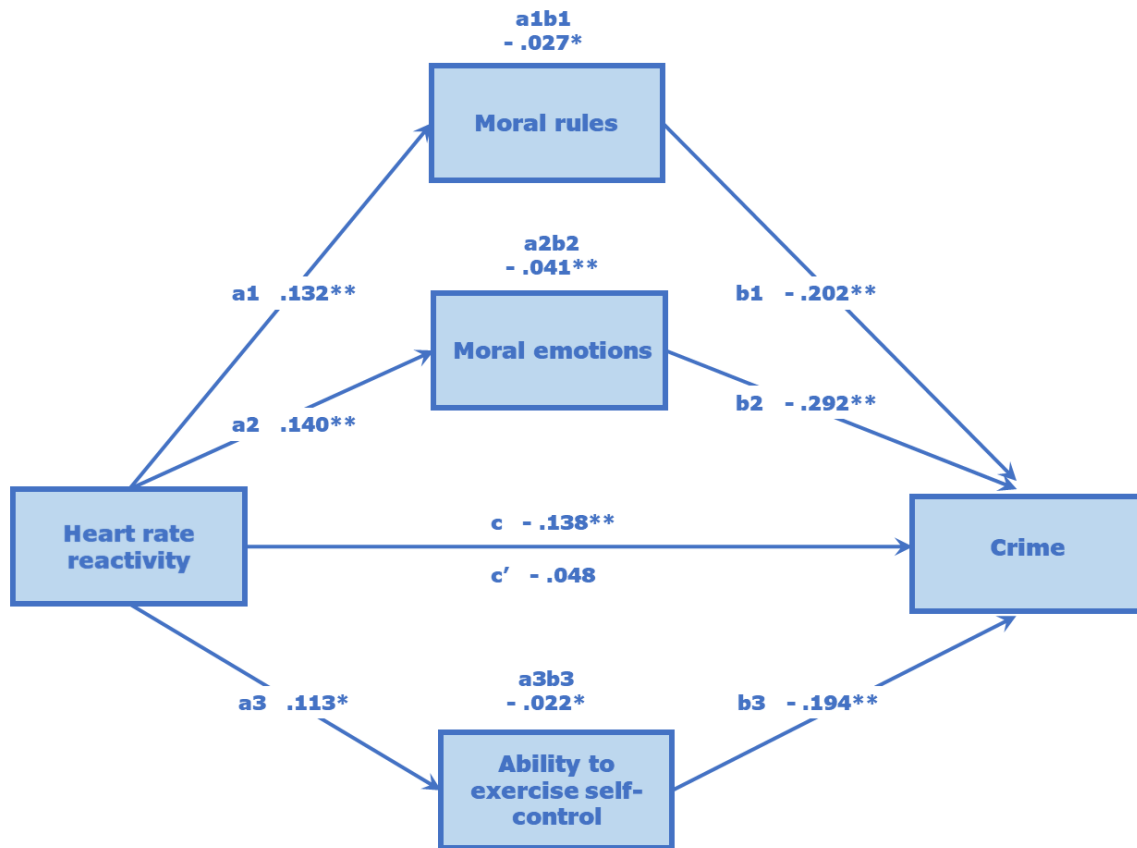 a1b1
- .027*
Moral rules
a2b2
- .041**
a1 .132**
b1 - .202**
Moral emotions
a2 .140**
b2 - .292**
Heart rate
reactivity
c - .138**
c’ - .048
Crime
a3b3
- .022*
a3 .113*
b3 - .194**
Ability to
exercise self-
control